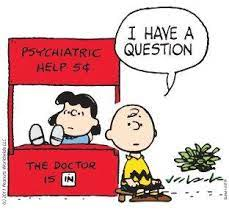 PSYCHIATRIC
HELP 5¢
I HAVE A
QUESTION
THE DOCTOR
IS IN